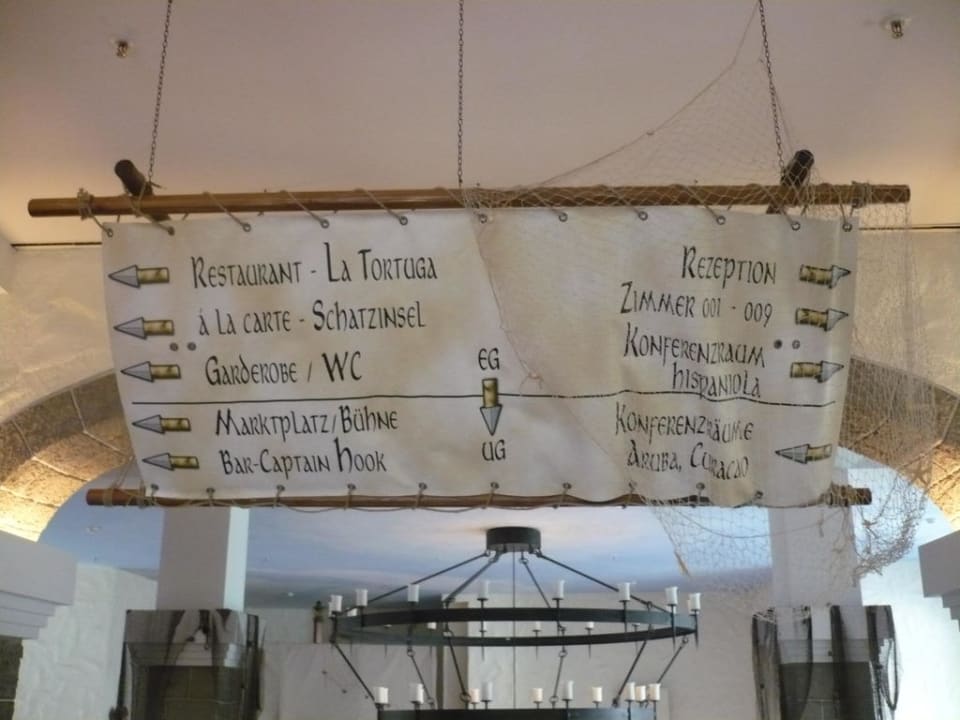 Restaurant - La Tortuga
á la carte - Schatzinsel
Garderobe / WC
Marktplatz/Bühne
Bar-Captain Hook
EG
UG
Rezeption
Zimmer 001 - 009
Konferenzraum
hispaniola
Konferenzräume
Aruba, Curacao